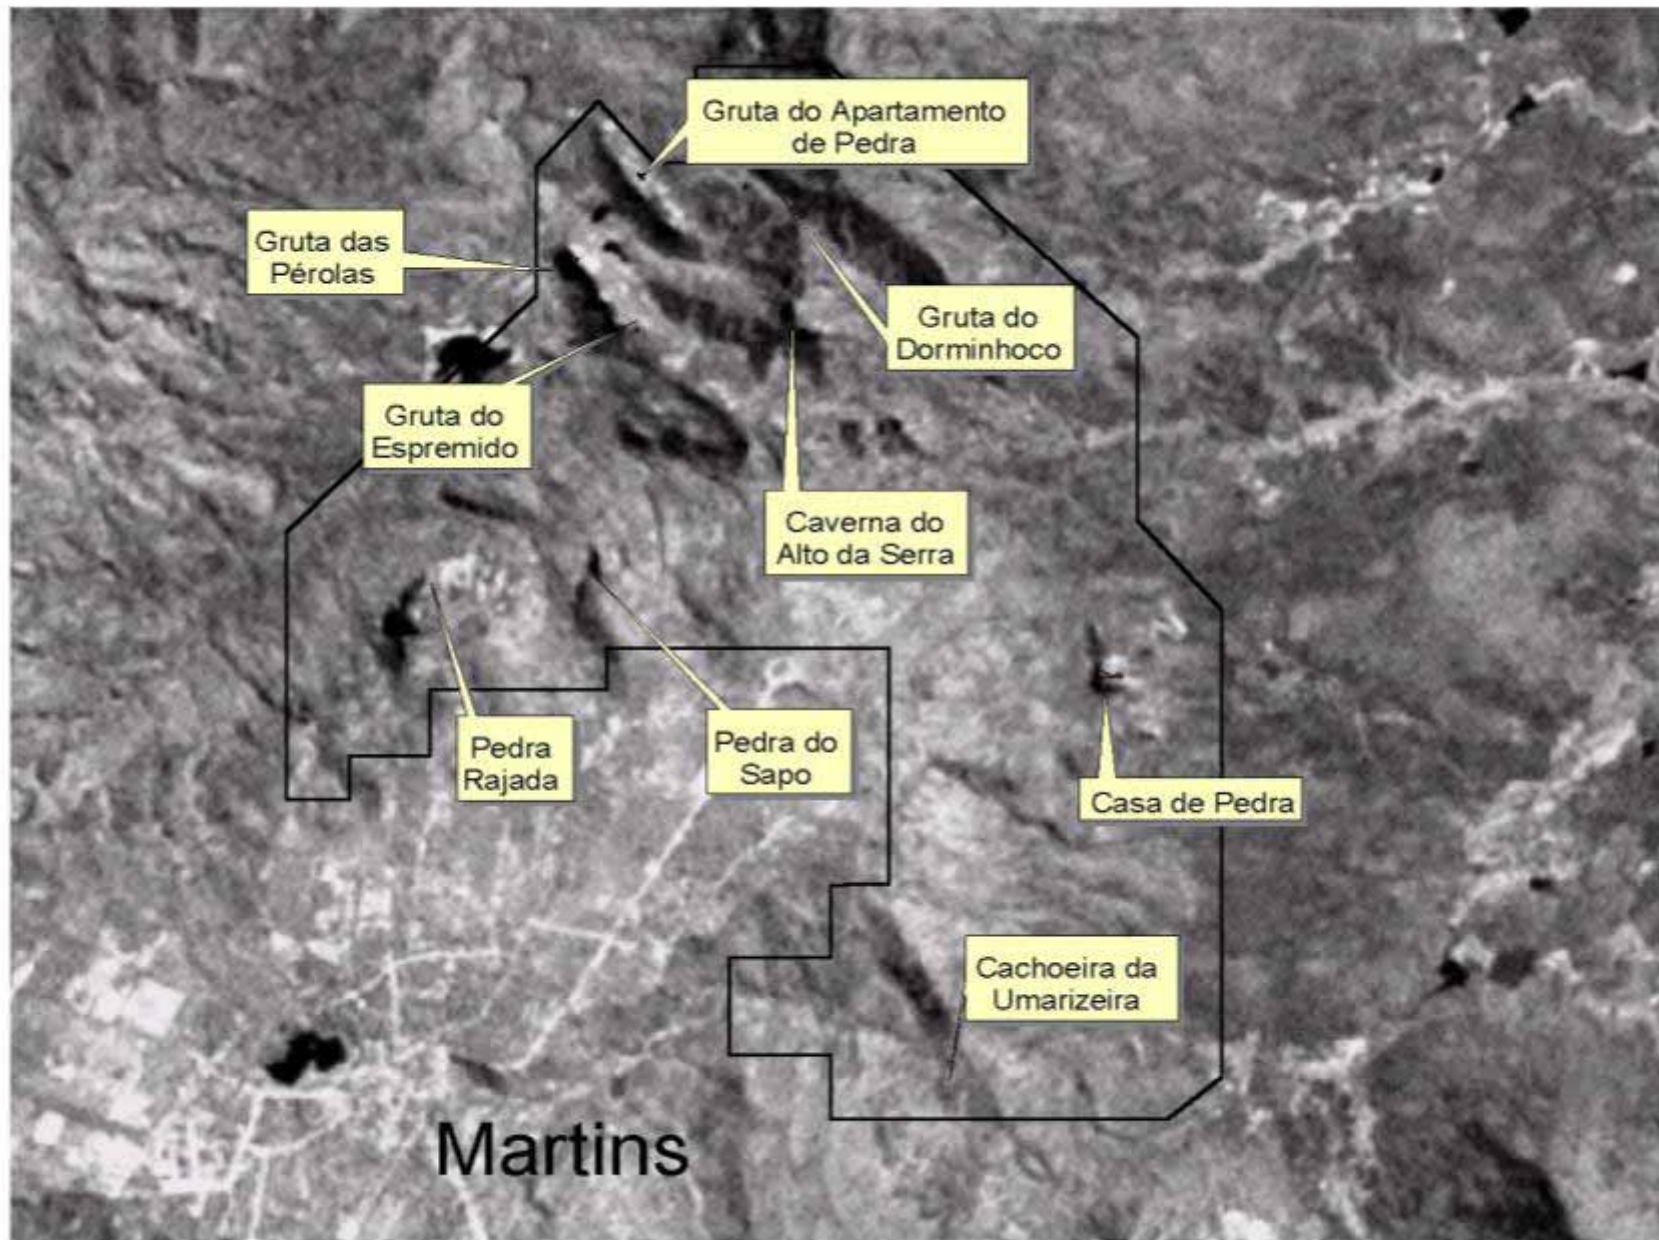 Gruta do Apartamento
de Pedra
Gruta das
Pérolas
Gruta do
Dorminhoco
Gruta do
Espremido
Caverna do
Alto da Serra
Pedra
Rajada
Pedra do
Sapo
Casa de Pedra
Cachoeira da
Umarizeira
Martins